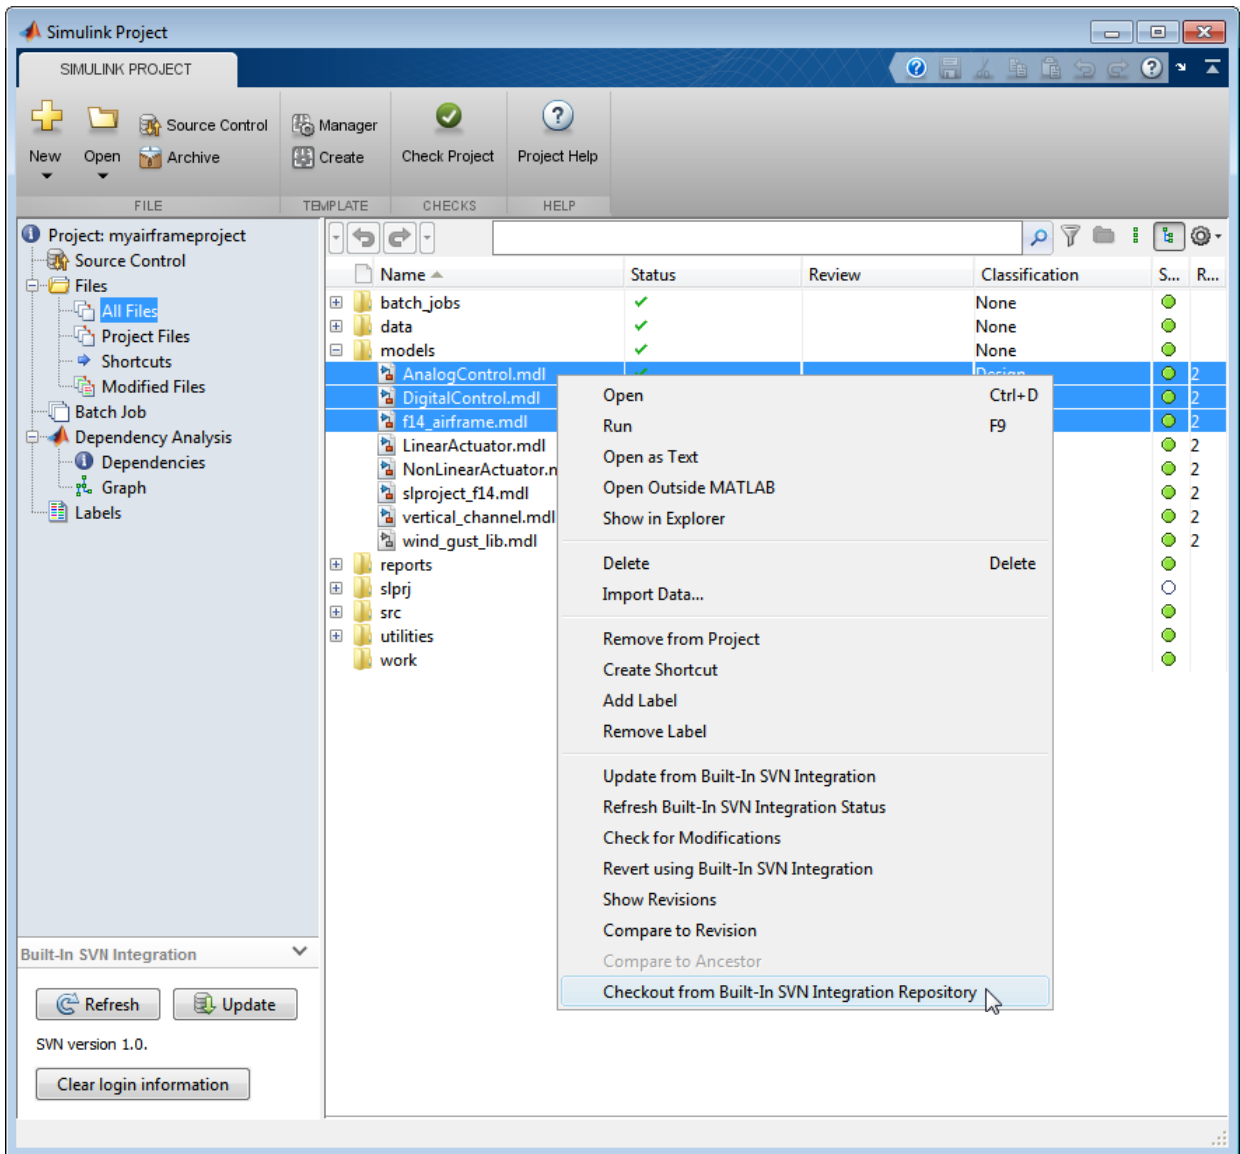 Simulink Project
SIMULINK PROJECT
New
Open
Source Control
Archive
Manager
Create
Check Project
Project Help
FILE
TEMPLATE
CHECKS
HELP
Project: myairframeproject
Source Control
Files
All Files
Project Files
Shortcuts
Modified Files
Batch Job
Dependency Analysis
Dependencies
Graph
Labels
Name Status Review Classification S... R...
batch_jobs None
data None
models None
AnalogControl.mdl Design 2
DigitalControl.mdl 2
f14_airframe.mdl 2
LinearActuator.mdl 2
NonLinearActuator.n 2
slproject_f14.mdl 2
vertical_channel.mdl 2
wind_gust_lib.mdl 2
reports
slprj
src
utilities
work
Open Ctrl+D
Run F9
Open as Text
Open Outside MATLAB
Show in Explorer
Delete Delete
Import Data...
Remove from Project
Create Shortcut
Add Label
Remove Label
Update from Built-In SVN Integration
Refresh Built-In SVN Integration Status
Check for Modifications
Revert using Built-In SVN Integration
Show Revisions
Compare to Revision
Compare to Ancestor
Checkout from Built-In SVN Integration Repository
Built-In SVN Integration
Refresh
Update
SVN version 1.0.
Clear login information